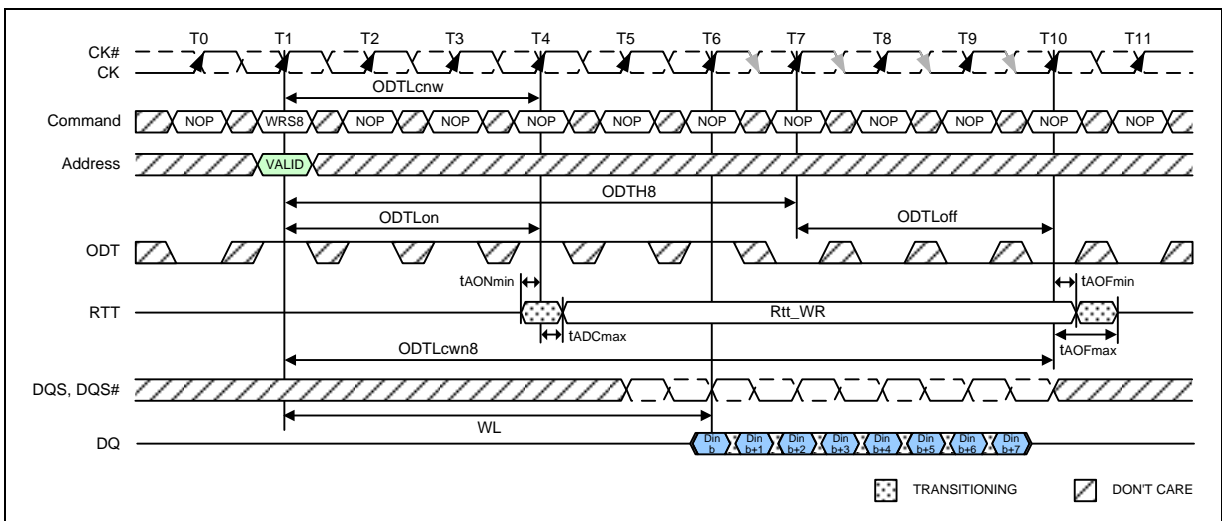 T0 T1 T2 T3 T4 T5 T6 T7 T8 T9 T10 T11
CK#
CK
ODTLcnw
Command NOP WRS8 NOP NOP NOP NOP NOP NOP NOP NOP NOP NOP
Address VALID
ODTH8
ODTLon ODTLoff
ODT
tAONmin tAOFmin
RTT Rtt_WR
tADCmax
ODTLcwn8 tAOFmax
DQS, DQS#
WL
DQ Din b Din b+1 Din b+2 Din b+3 Din b+4 Din b+5 Din b+6 Din b+7
TRANSITIONING DON'T CARE